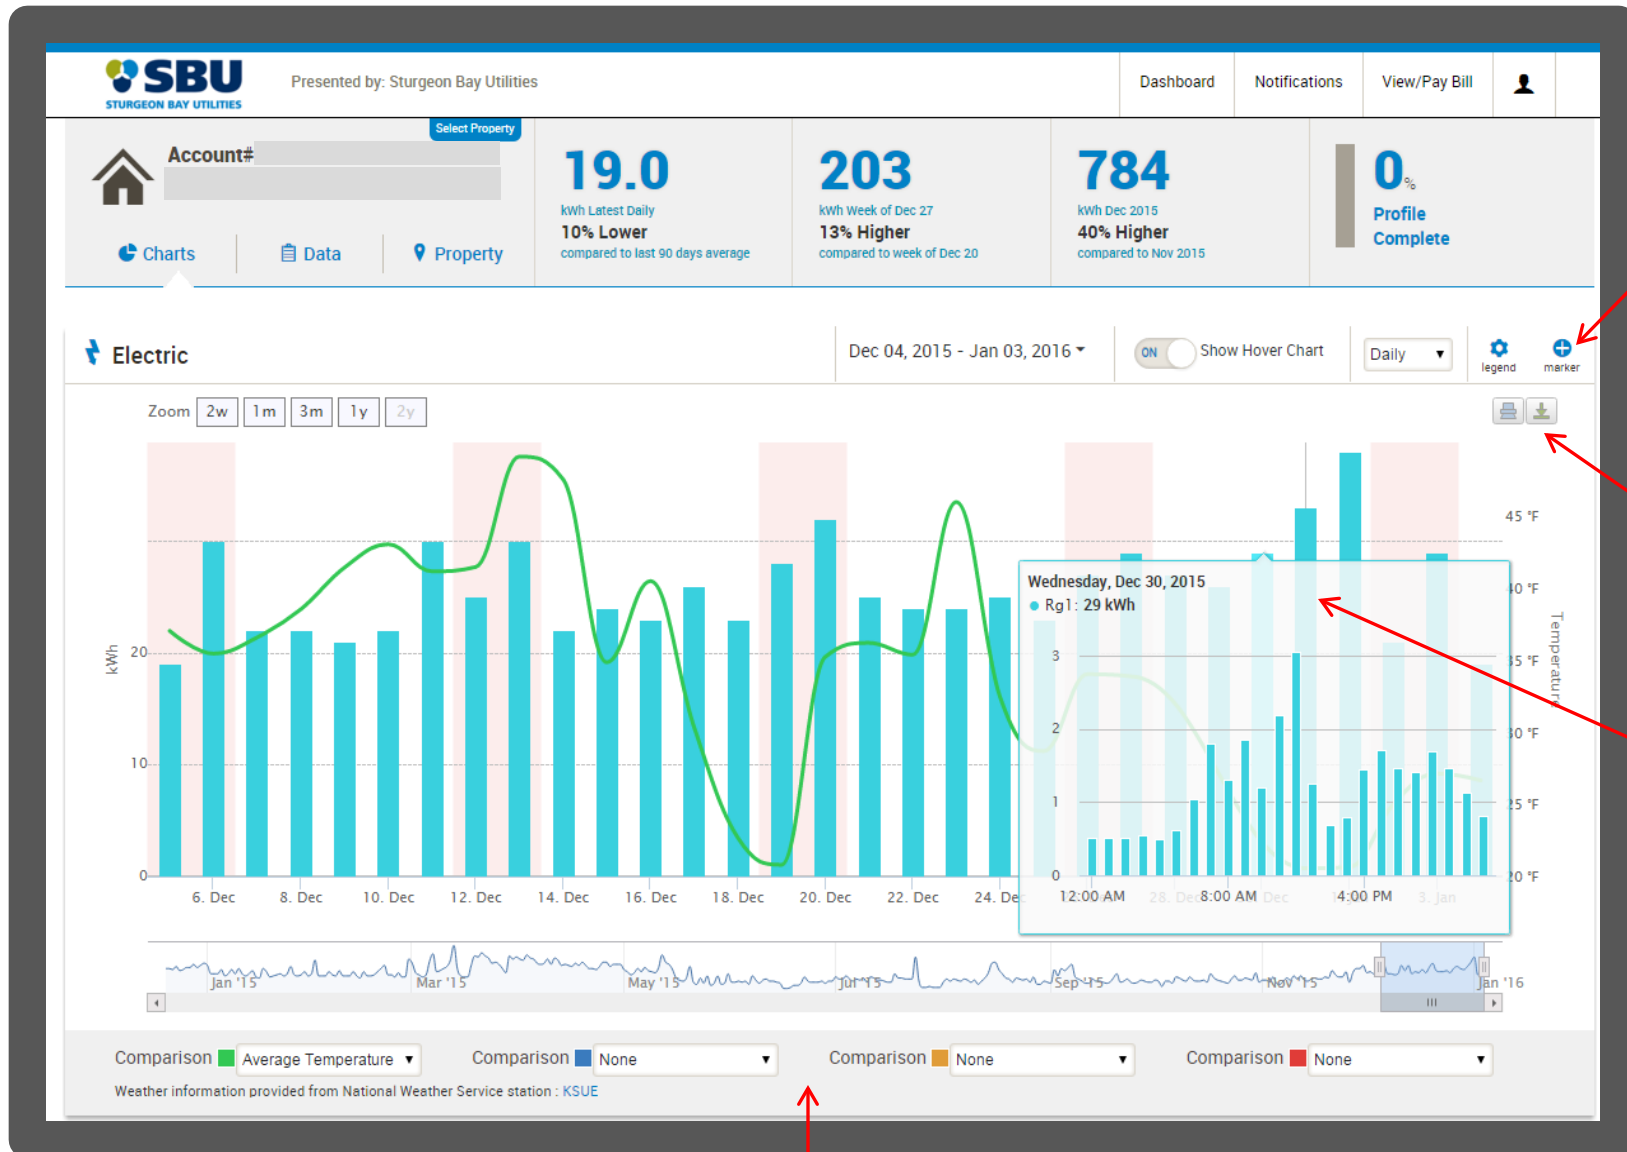 SBU
STURGEON BAY UTILITIES
Presented by: Sturgeon Bay Utilities
Dashboard
Notifications
View/Pay Bill
Select Property
Account#
Charts
Data
Property
19.0
kWh Latest Daily
10% Lower
compared to last 90 days average
203
kWh Week of Dec 27
13% Higher
compared to week of Dec 20
784
kWh Dec 2015
40% Higher
compared to Nov 2015
0%
Profile
Complete
Electric
Dec 04, 2015 - Jan 03, 2016
ON
Show Hover Chart
Daily
legend
marker
Zoom 2w 1m 3m 1y 2y
kWh
20
10
0
45 °F
40 °F
35 °F
30 °F
25 °F
20 °F
Temperature
Wednesday, Dec 30, 2015
Rg1: 29 kWh
3
2
1
0
12:00 AM
8:00 AM
4:00 PM
6. Dec
8. Dec
10. Dec
12. Dec
14. Dec
16. Dec
18. Dec
20. Dec
22. Dec
24. Dec
28. Dec
3. Jan
Jan '15
Mar '15
May '15
Jul '15
Sep '15
Nov '15
Jan '16
Comparison Average Temperature
Comparison None
Comparison None
Comparison None
Weather information provided from National Weather Service station : KSUE